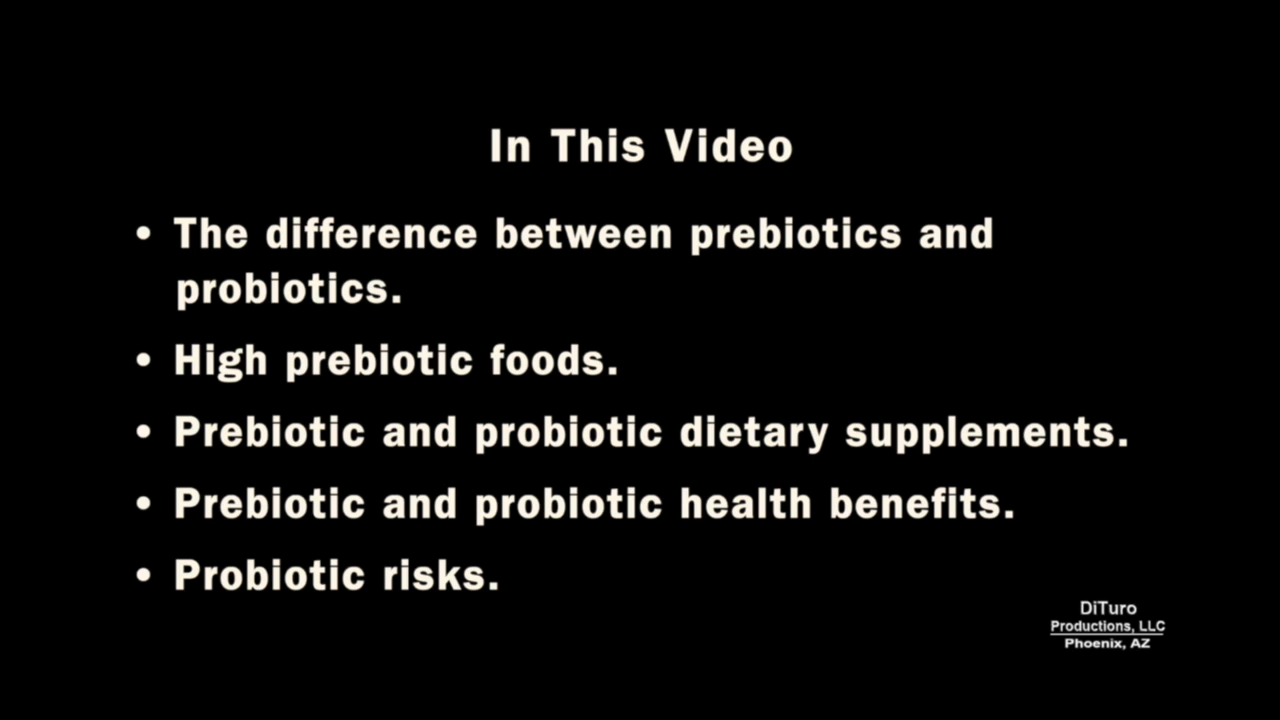 In This Video
• The difference between prebiotics and
probiotics.
• High prebiotic foods.
• Prebiotic and probiotic dietary supplements.
• Prebiotic and probiotic health benefits.
• Probiotic risks.
DiTuro
Productions, LLC
Phoenix, AZ